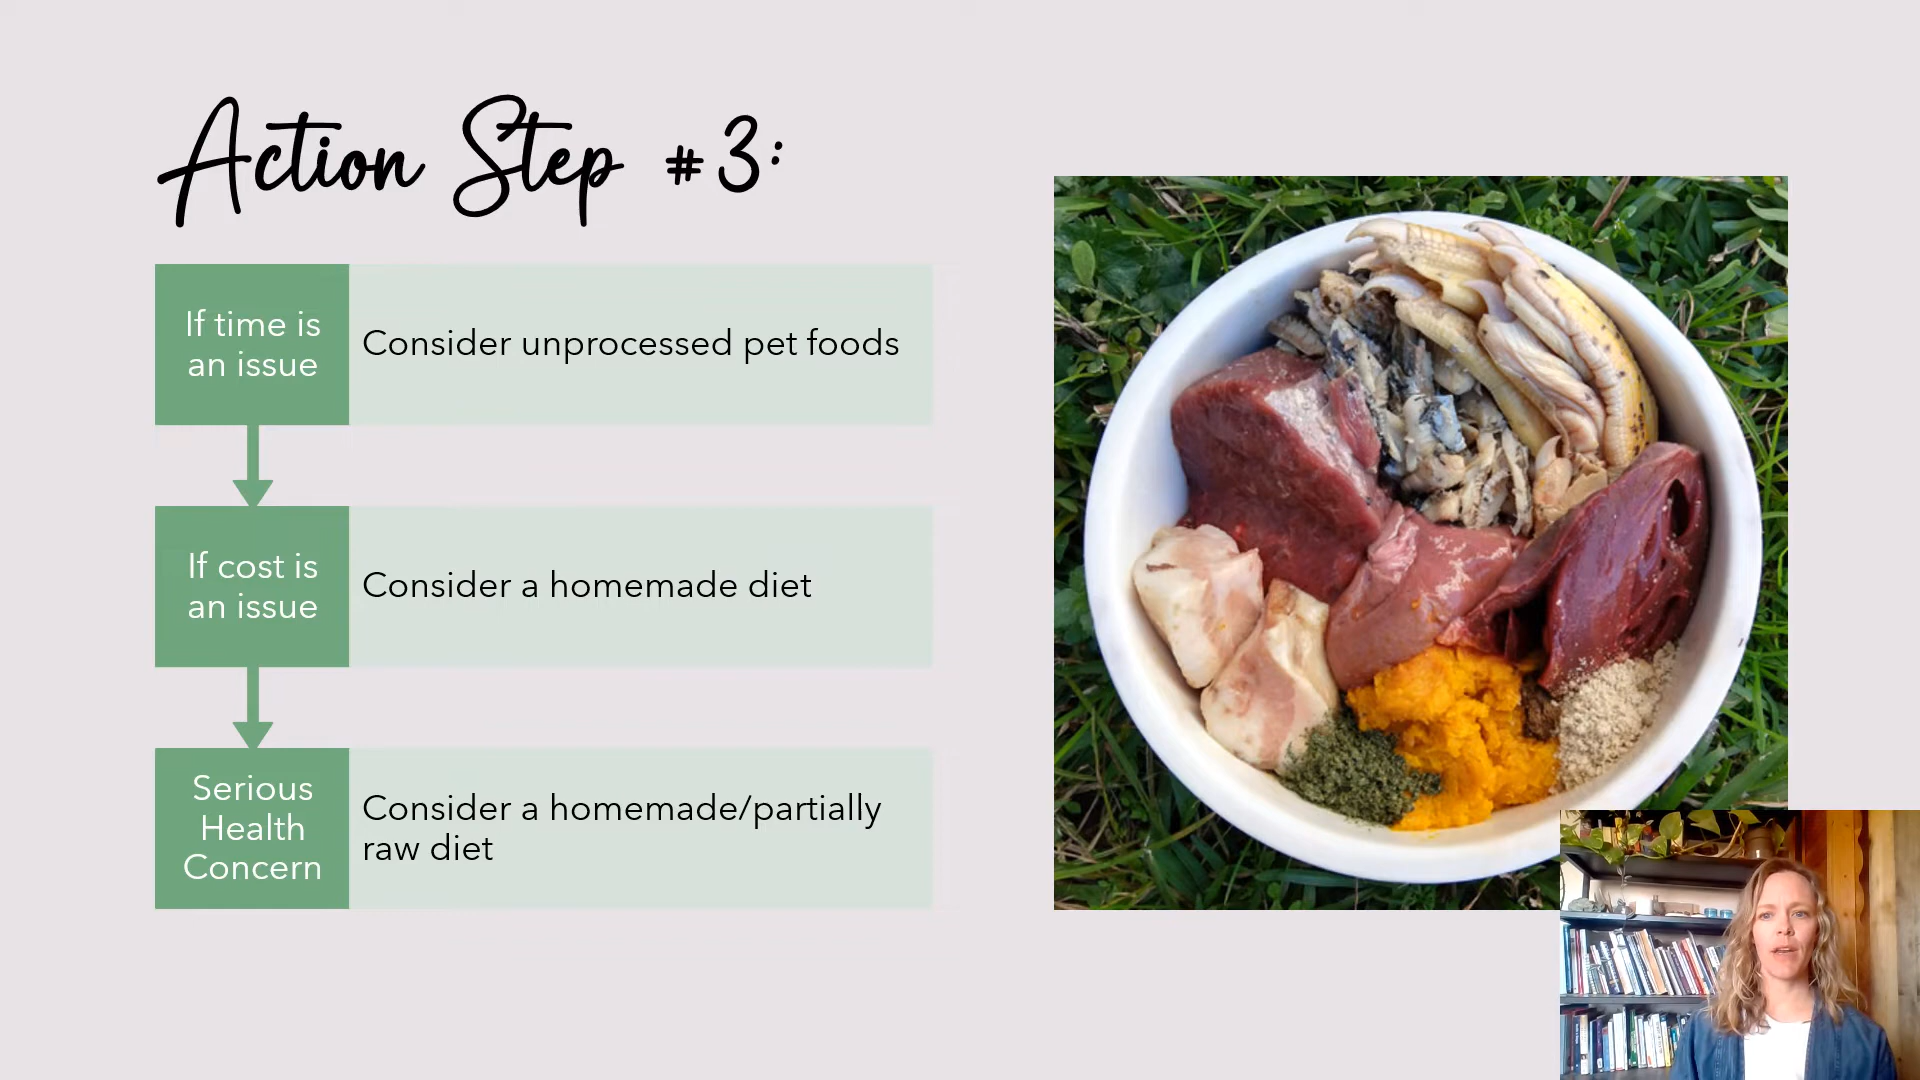 Action Step #3:
If time is
an issue
Consider unprocessed pet foods
If cost is
an issue
Consider a homemade diet
Serious
Health
Concern
Consider a homemade/partially
raw diet